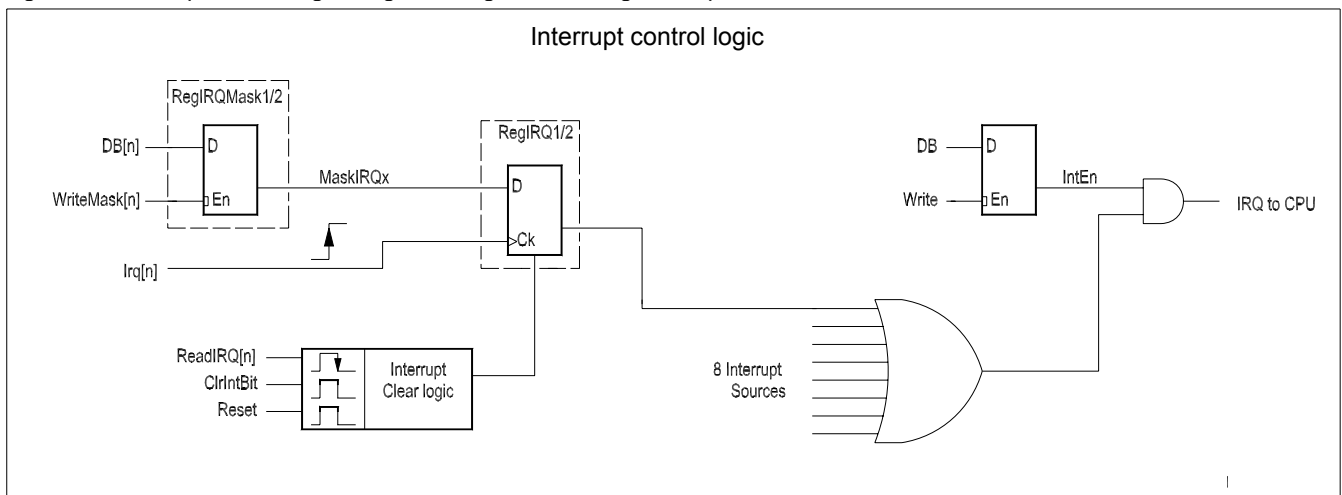 Interrupt control logic
RegIRQMask1/2
DB[n]
D
WriteMask[n]
En
MaskIRQx
RegIRQ1/2
D
Ck
Irq[n]
ReadIRQ[n]
ClrIntBit
Reset
Interrupt
Clear logic
8 Interrupt
Sources
DB
D
Write
En
IntEn
IRQ to CPU